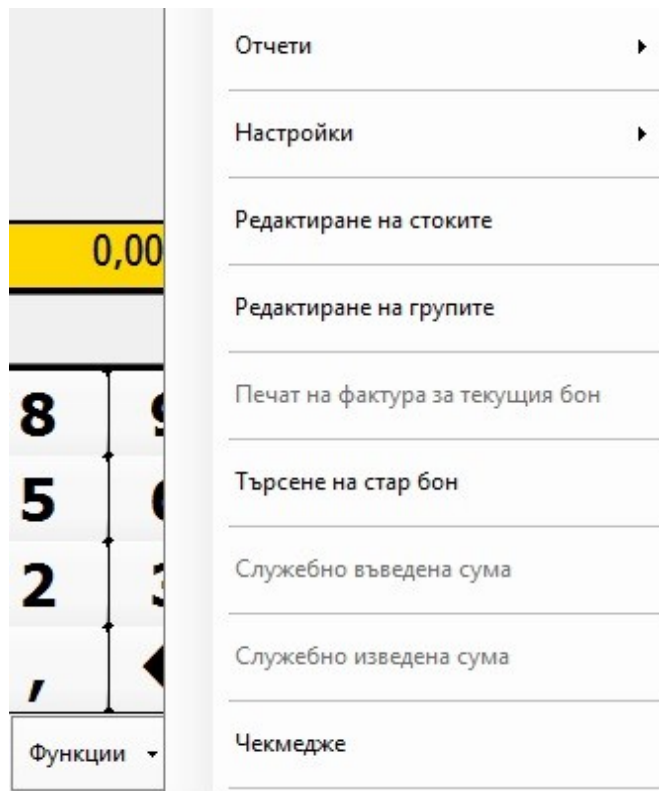 Отчети
Настройки
Редактиране на стоките
0,00
Редактиране на групите
Печат на фактура за текущия бон
8
Търсене на стар бон
5
Служебно въведена сума
2
Служебно изведена сума
,
Чекмедже
Функции